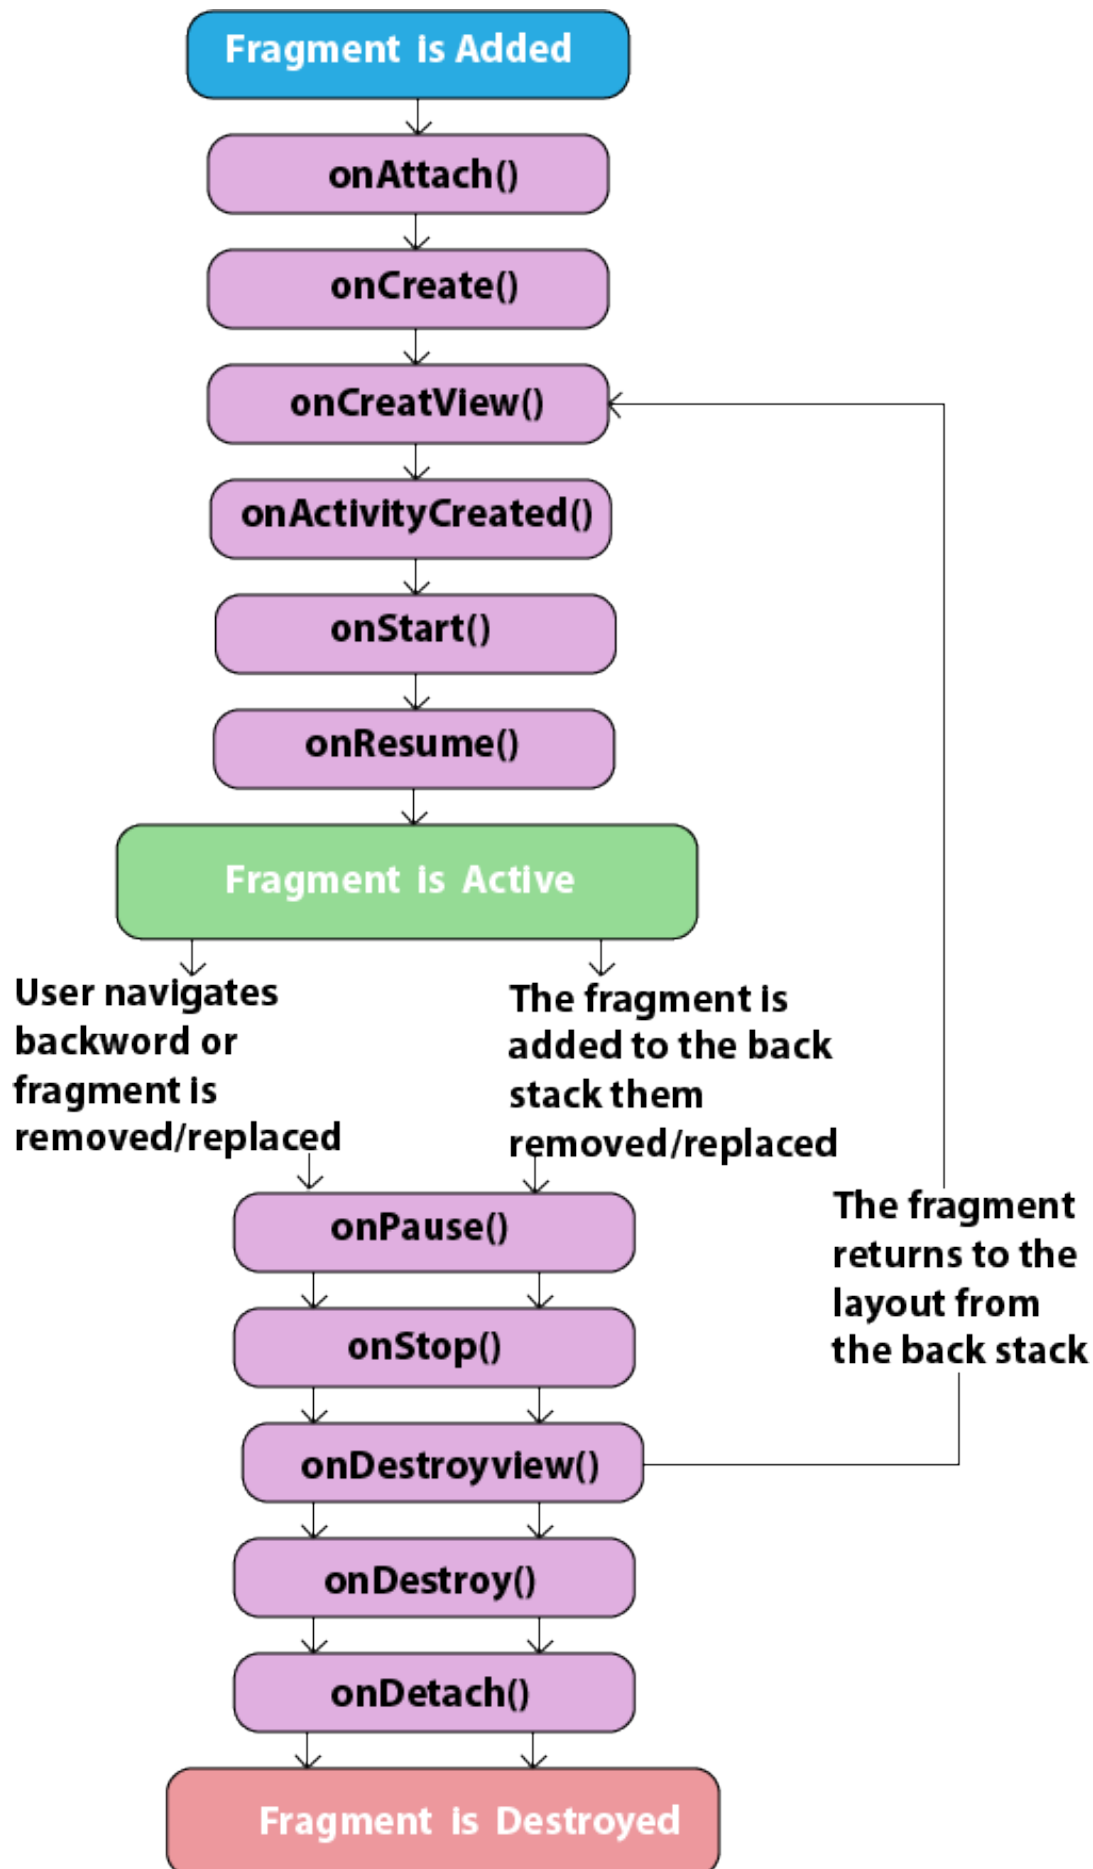 Fragment is Added
onAttach()
onCreate()
onCreatView()
onActivityCreated()
onStart()
onResume()
Fragment is Active
User navigates
backword or
fragment is
removed/replaced
The fragment is
added to the back
stack them
removed/replaced
onPause()
The fragment
returns to the
layout from
the back stack
onStop()
onDestroyview()
onDestroy()
onDetach()
Fragment is Destroyed